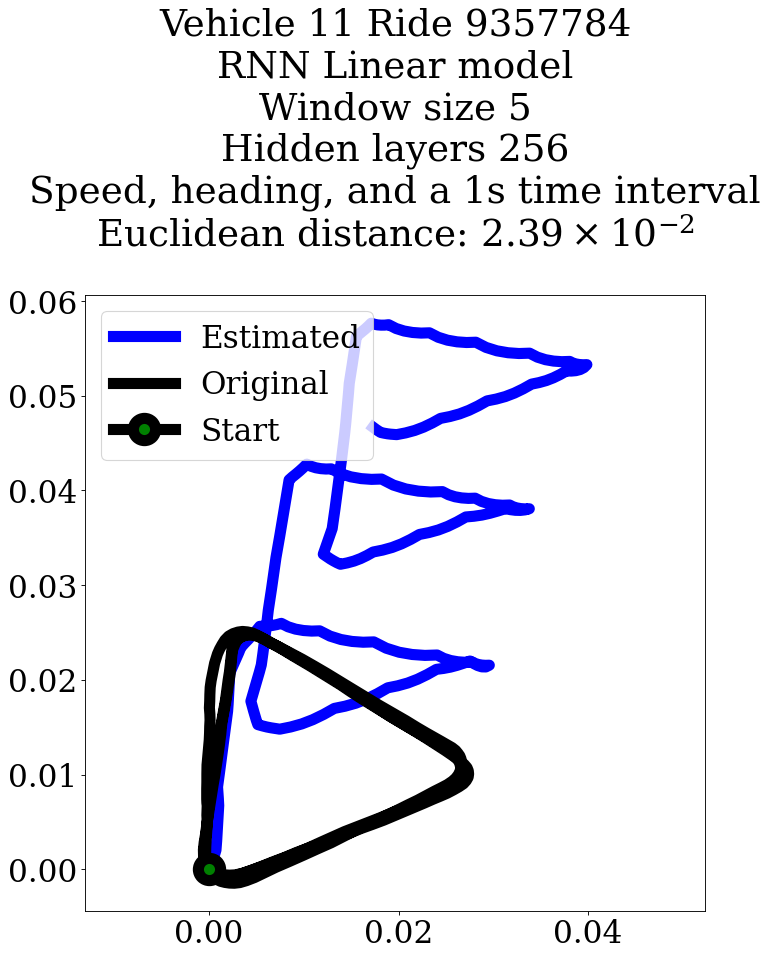 Vehicle 11 Ride 9357784
RNN Linear model
Window size 5
Hidden layers 256
Speed, heading, and a 1s time interval
Euclidean distance: 2.39 × 10⁻²
0.06
0.05
0.04
0.03
0.02
0.01
0.00
Estimated
Original
Start
0.00 0.02 0.04